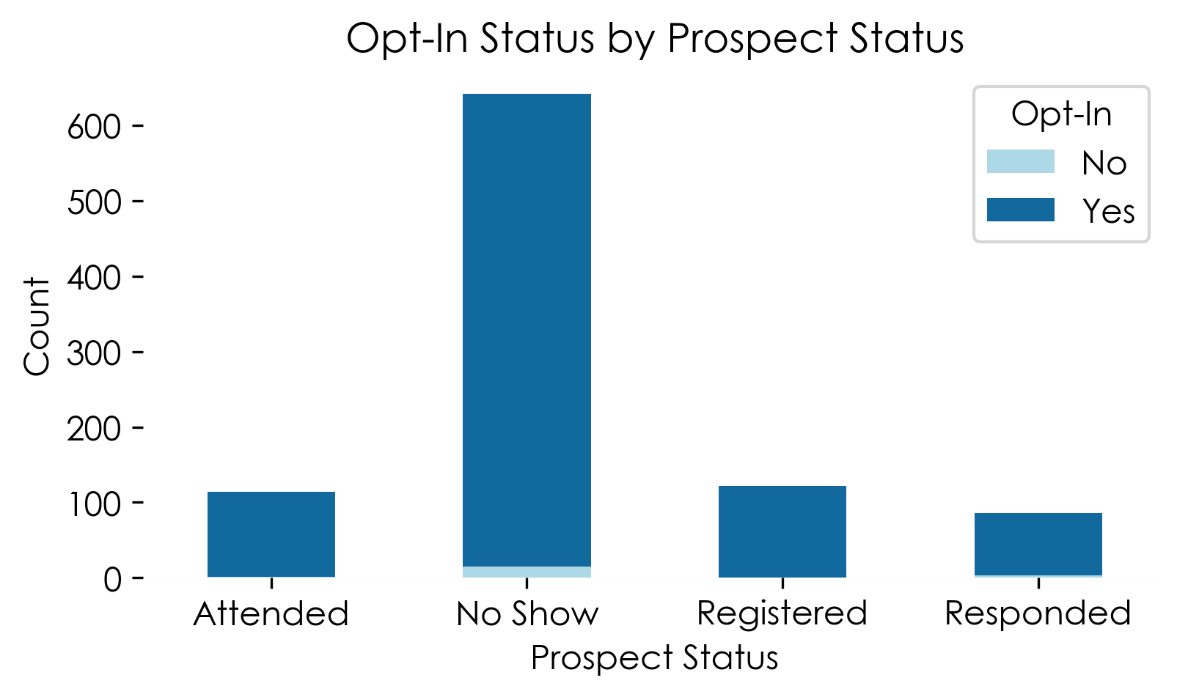 Opt-In Status by Prospect Status
Opt-In
No
Yes
Count
600
500
400
300
200
100
0
Attended
No Show
Registered
Responded
Prospect Status